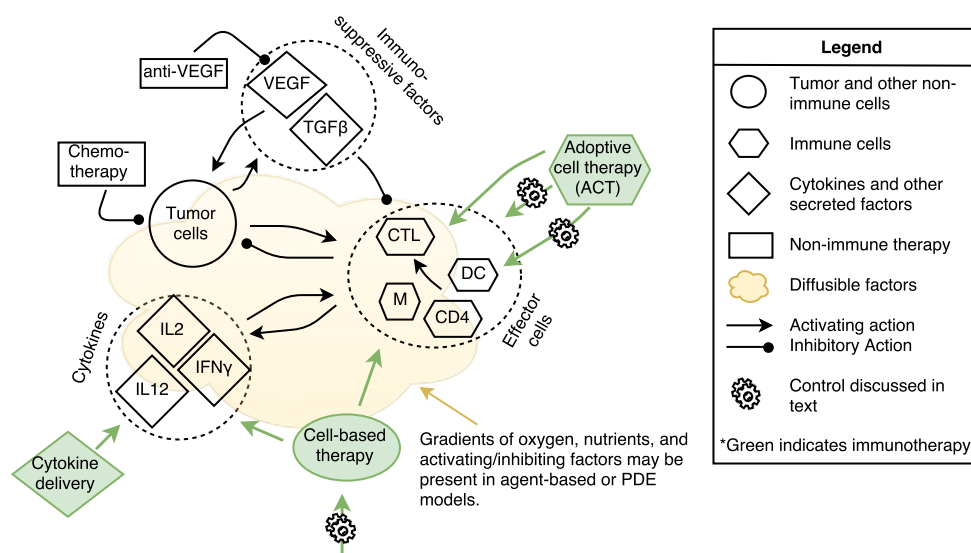 Immuno-
suppressive factors
anti-VEGF
VEGF
TGFβ
Chemo-
therapy
Tumor
cells
Adoptive
cell therapy
(ACT)
CTL
DC
M
CD4
Effector
cells
Cytokines
IL2
IFNγ
IL12
Cytokine
delivery
Cell-based
therapy
Gradients of oxygen, nutrients, and
activating/inhibiting factors may be
present in agent-based or PDE
models.
Legend
Tumor and other non-
immune cells
Immune cells
Cytokines and other
secreted factors
Non-immune therapy
Diffusible factors
Activating action
Inhibitory Action
Control discussed in
text
*Green indicates immunotherapy